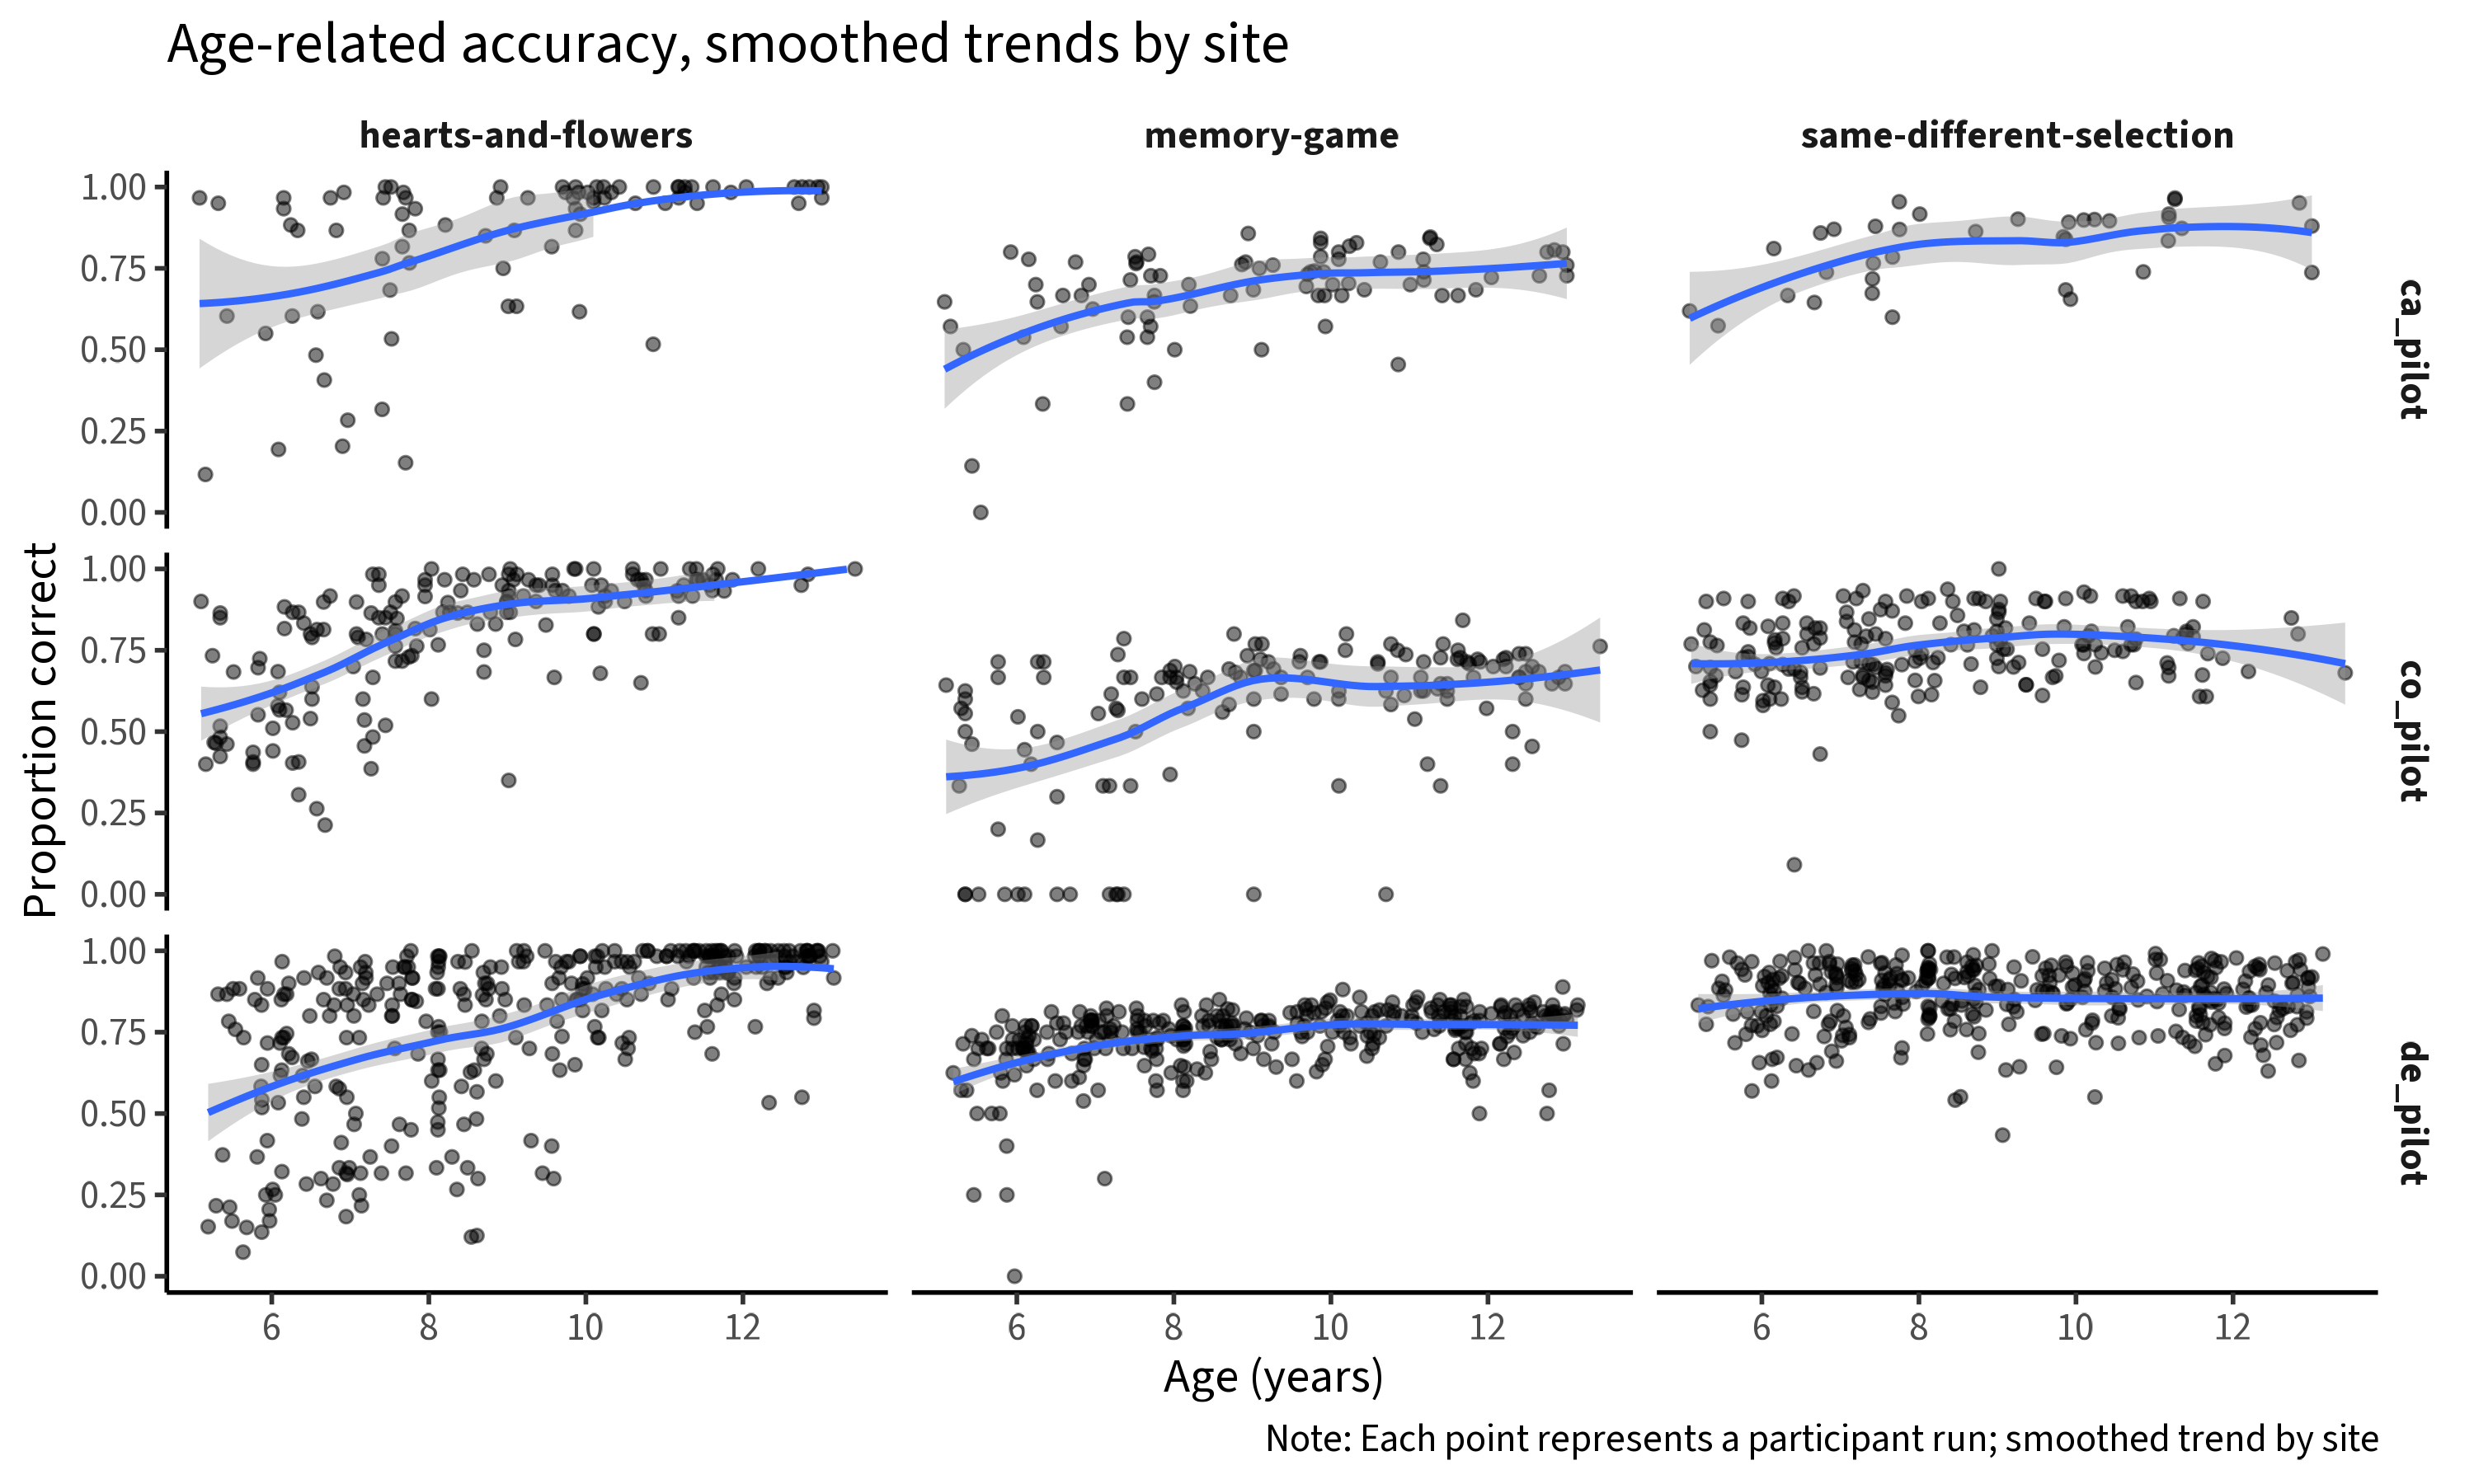 Age-related accuracy, smoothed trends by site
hearts-and-flowers
memory-game
same-different-selection
1.00
0.75
0.50
0.25
0.00
ca_pilot
1.00
0.75
0.50
0.25
0.00
co_pilot
1.00
0.75
0.50
0.25
0.00
de_pilot
Proportion correct
6 8 10 12
6 8 10 12
6 8 10 12
Age (years)
Note: Each point represents a participant run; smoothed trend by site